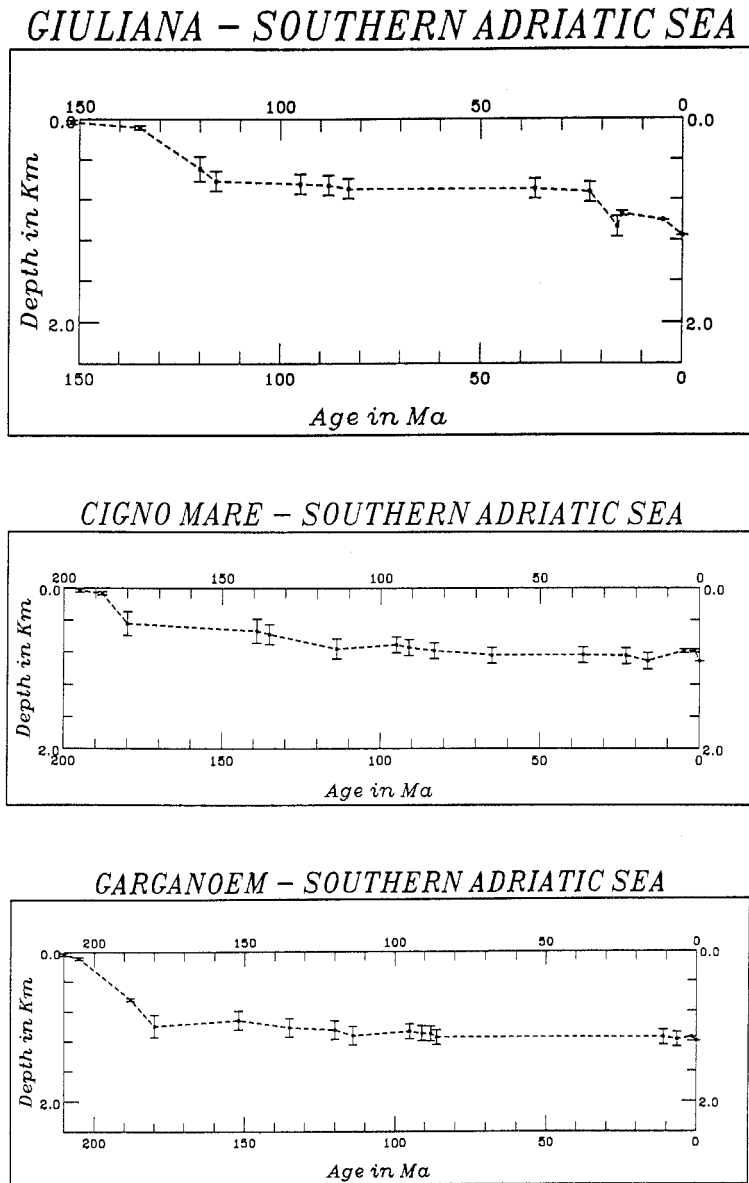 GIULIANA – SOUTHERN ADRIATIC SEA
150 100 50 0
0.0 0.0
Depth in Km
2.0 2.0
150 100 50 0
Age in Ma
CIGNO MARE – SOUTHERN ADRIATIC SEA
200 150 100 50 0
0.0 0.0
Depth in Km
2.0 2.0
200 150 100 50 0
Age in Ma
GARGANOEM – SOUTHERN ADRIATIC SEA
200 150 100 50 0
0.0 0.0
Depth in Km
2.0 2.0
200 150 100 50 0
Age in Ma